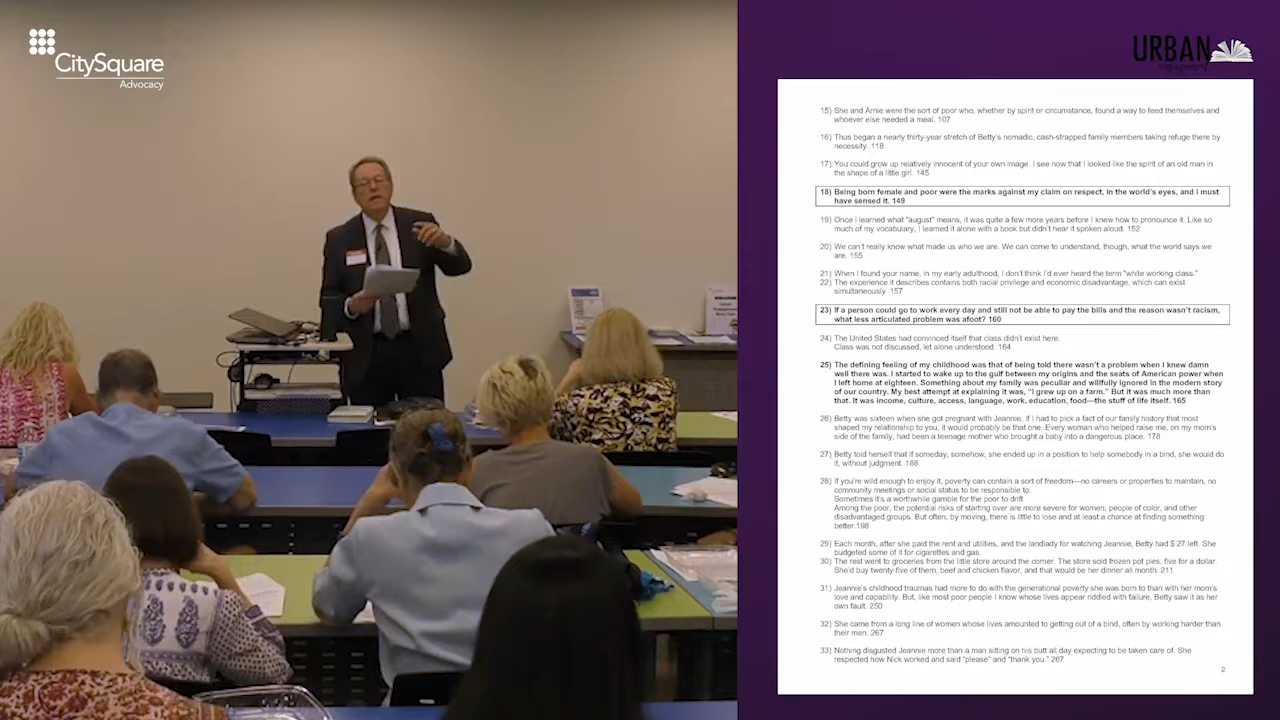 CitySquare
Advocacy
URBAN
15) She and Arnie were the sort of poor who, whether by spirit or circumstance, found a way to feed themselves and
whoever else needed a meal. 107
16) Thus began a nearly thirty-year stretch of Betty's nomadic, cash-strapped family members taking refuge there by
necessity. 118
17) You could grow up relatively innocent of your own image. I see now that I looked like the spirit of an old man in
the shape of a little girl. 145
18) Being born female and poor were the marks against my claim on respect, in the world's eyes, and I must
have sensed it. 149
19) Once I learned what "august" means, it was quite a few more years before I knew how to pronounce it. Like so
much of my vocabulary, I learned it alone with a book but didn't hear it spoken aloud. 152
20) We can't really know what made us who we are. We can come to understand, though, what the world says we
are. 155
21) When I found your name, in my early adulthood, I don't think I'd ever heard the term "white working class."
22) The experience it describes contains both racial privilege and economic disadvantage, which can exist
simultaneously. 157
23) If a person could go to work every day and still not be able to pay the bills and the reason wasn't racism,
what less articulated problem was afoot? 160
24) The United States had convinced itself that class didn't exist here.
Class was not discussed, let alone understood. 164
25) The defining feeling of my childhood was that of being told there wasn't a problem when I knew damn
well there was. I started to wake up to the gulf between my origins and the seats of American power when
I left home at eighteen. Something about my family was peculiar and willfully ignored in the modern story
of our country. My best attempt at explaining it was, "I grew up on a farm." But it was much more than
that. It was income, culture, access, language, work, education, food—the stuff of life itself. 165
26) Betty was sixteen when she got pregnant with Jeannie. If I had to pick a fact of our family history that most
shaped my relationship to you, it would probably be that one: Every woman who helped raise me, on my mom's
side of the family, had been a teenage mother who brought a baby into a dangerous place. 178
27) Betty told herself that if someday, somehow, she ended up in a position to help somebody in a bind, she would do
it, without judgment. 188
28) If you're wild enough to enjoy it, poverty can contain a sort of freedom—no careers or properties to maintain, no
community meetings or social status to be responsible to.
Sometimes it's a worthwhile gamble for the poor to drift
Among the poor, the potential risks of starting over are more severe for women, people of color, and other
disadvantaged groups. But often, by moving, there is little to lose and at least a chance at finding something
better.198
29) Each month, after she paid the rent and utilities, and the landlady for watching Jeannie, Betty had $ 27 left. She
budgeted some of it for cigarettes and gas.
30) The rest went to groceries from the little store around the corner. The store sold frozen pot pies, five for a dollar.
She'd buy twenty-five of them, beef and chicken flavor, and that would be her dinner all month. 211
31) Jeannie's childhood traumas had more to do with the generational poverty she was born to than with her mom's
love and capability. But, like most poor people I know whose lives appear riddled with failure, Betty saw it as her
own fault. 250
32) She came from a long line of women whose lives amounted to getting out of a bind, often by working harder than
their men. 267
33) Nothing disgusted Jeannie more than a man sitting on his butt all day expecting to be taken care of. She
respected how Nick worked and said "please" and "thank you." 267
2